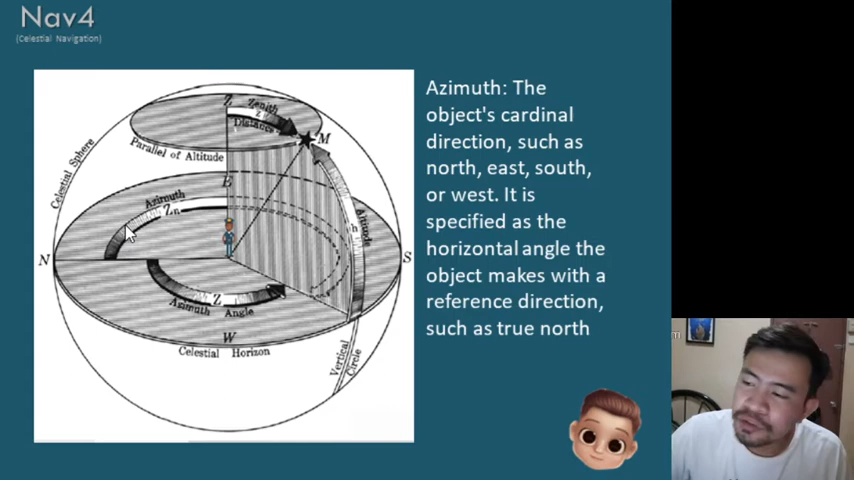 Nav4
(Celestial Navigation)
Z
Zenith
z
Distance
M
Parallel of Altitude
Celestial Sphere
E
Azimuth
Zn
Altitude
h
N
S
Z
Azimuth Angle
W
Celestial Horizon
Vertical
Circle
Azimuth: The
object's cardinal
direction, such as
north, east, south,
or west. It is
specified as the
horizontal angle the
object makes with a
reference direction,
such as true north